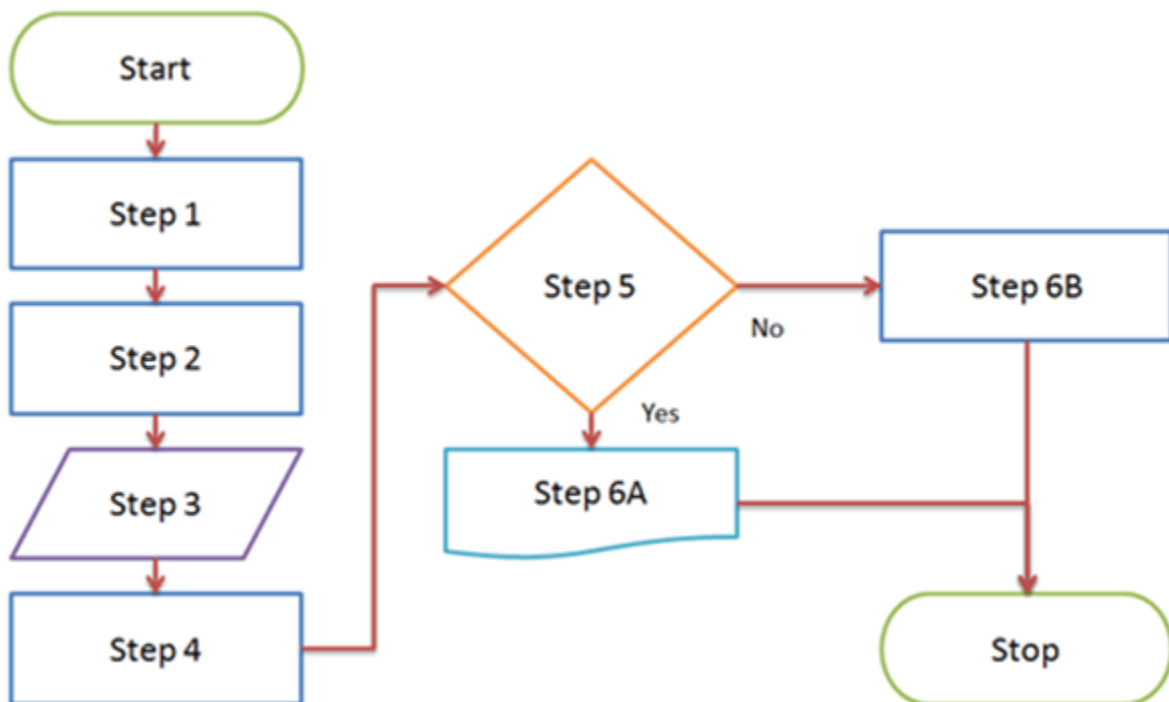 Start
Step 1
Step 2
Step 3
Step 4
Step 5
No
Yes
Step 6A
Step 6B
Stop